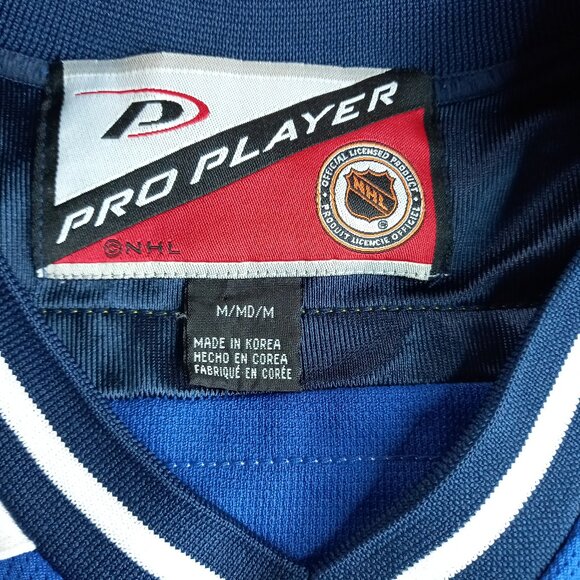 PRO PLAYER
OFFICIAL LICENSED PRODUCT
NHL
PRODUIT LICENCIÉ OFFICIEL
NHL
M/MD/M
MADE IN KOREA
HECHO EN COREA
FABRIQUÉ EN CORÉE